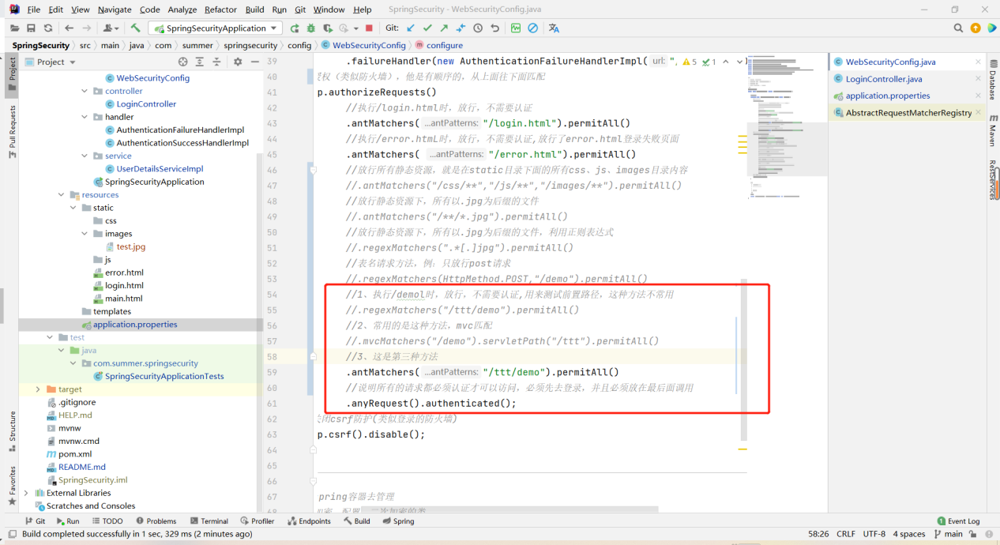 File Edit View Navigate Code Analyze Refactor Build Run Git Window Help SpringSecurity - WebSecurityConfig.java
SpringSecurityApplication Git:
SpringSecurity src main java com summer springsecurity config WebSecurityConfig configure
Project
WebSecurityConfig
controller
LoginController
handler
AuthenticationFailureHandlerImpl
AuthenticationSuccessHandlerImpl
service
UserDetailsServiceImpl
SpringSecurityApplication
resources
static
css
images
test.jpg
js
error.html
login.html
main.html
templates
application.properties
test
java
com.summer.springsecurity
SpringSecurityApplicationTests
target
.gitignore
HELP.md
mvnw
mvnw.cmd
pom.xml
README.md
SpringSecurity.iml
External Libraries
Scratches and Consoles
Project
Pull Requests
Structure
Favorites
39 .failureHandler(new AuthenticationFailureHandlerImpl( url: ", 5 1
40 受权（类似防火墙），他是有顺序的，从上面往下面匹配
41 p.authorizeRequests()
42 //执行/login.html时，放行，不需要认证
43 .antMatchers( ...antPatterns: "/login.html").permitAll()
44 //执行/error.htmL时，放行，不需要认证,放行了error.html登录失败页面
45 .antMatchers( ...antPatterns: "/error.html").permitAll()
46 //放行所有静态资源，就是在static目录下面的所有css、js、images目录内容
47 //.antMatchers("/css/**","/js/**","/images/**").permitAll()
48 //放行静态资源下，所有以.jpg为后缀的文件
49 //.antMatchers("/**/*.jpg").permitAll()
50 //放行静态资源下，所有以.jpg为后缀的文件，利用正则表达式
51 //.regexMatchers(".*[.]jpg").permitAll()
52 //表名请求方法，例：只放行post请求
53 //.regexMatchers(HttpMethod.POST,"/demo").permitAll()
54 //1、执行/demol时，放行，不需要认证,用来测试前置路径，这种方法不常用
55 //.regexMatchers("/ttt/demo").permitAll()
56 //2、常用的是这种方法，mvc匹配
57 //.mvcMatchers("/demo").servletPath("/ttt").permitAll()
58 //3、这是第三种方法
59 .antMatchers( ...antPatterns: "/ttt/demo").permitAll()
60 //说明所有的请求都必须认证才可以访问，必须先去登录，并且必须放在最后面调用
61 .anyRequest().authenticated();
62 关闭csrf防护(类似登录的防火墙)
63 p.csrf().disable();
64
65
66
67 pring容器去管理
68
WebSecurityConfig.java
LoginController.java
application.properties
AbstractRequestMatcherRegistry
Database
Maven
RestServices
Git Run TODO Problems Terminal Profiler Endpoints Build Spring 1 Event Log
Build completed successfully in 1 sec, 329 ms (2 minutes ago) 58:26 CRLF UTF-8 4 spaces main